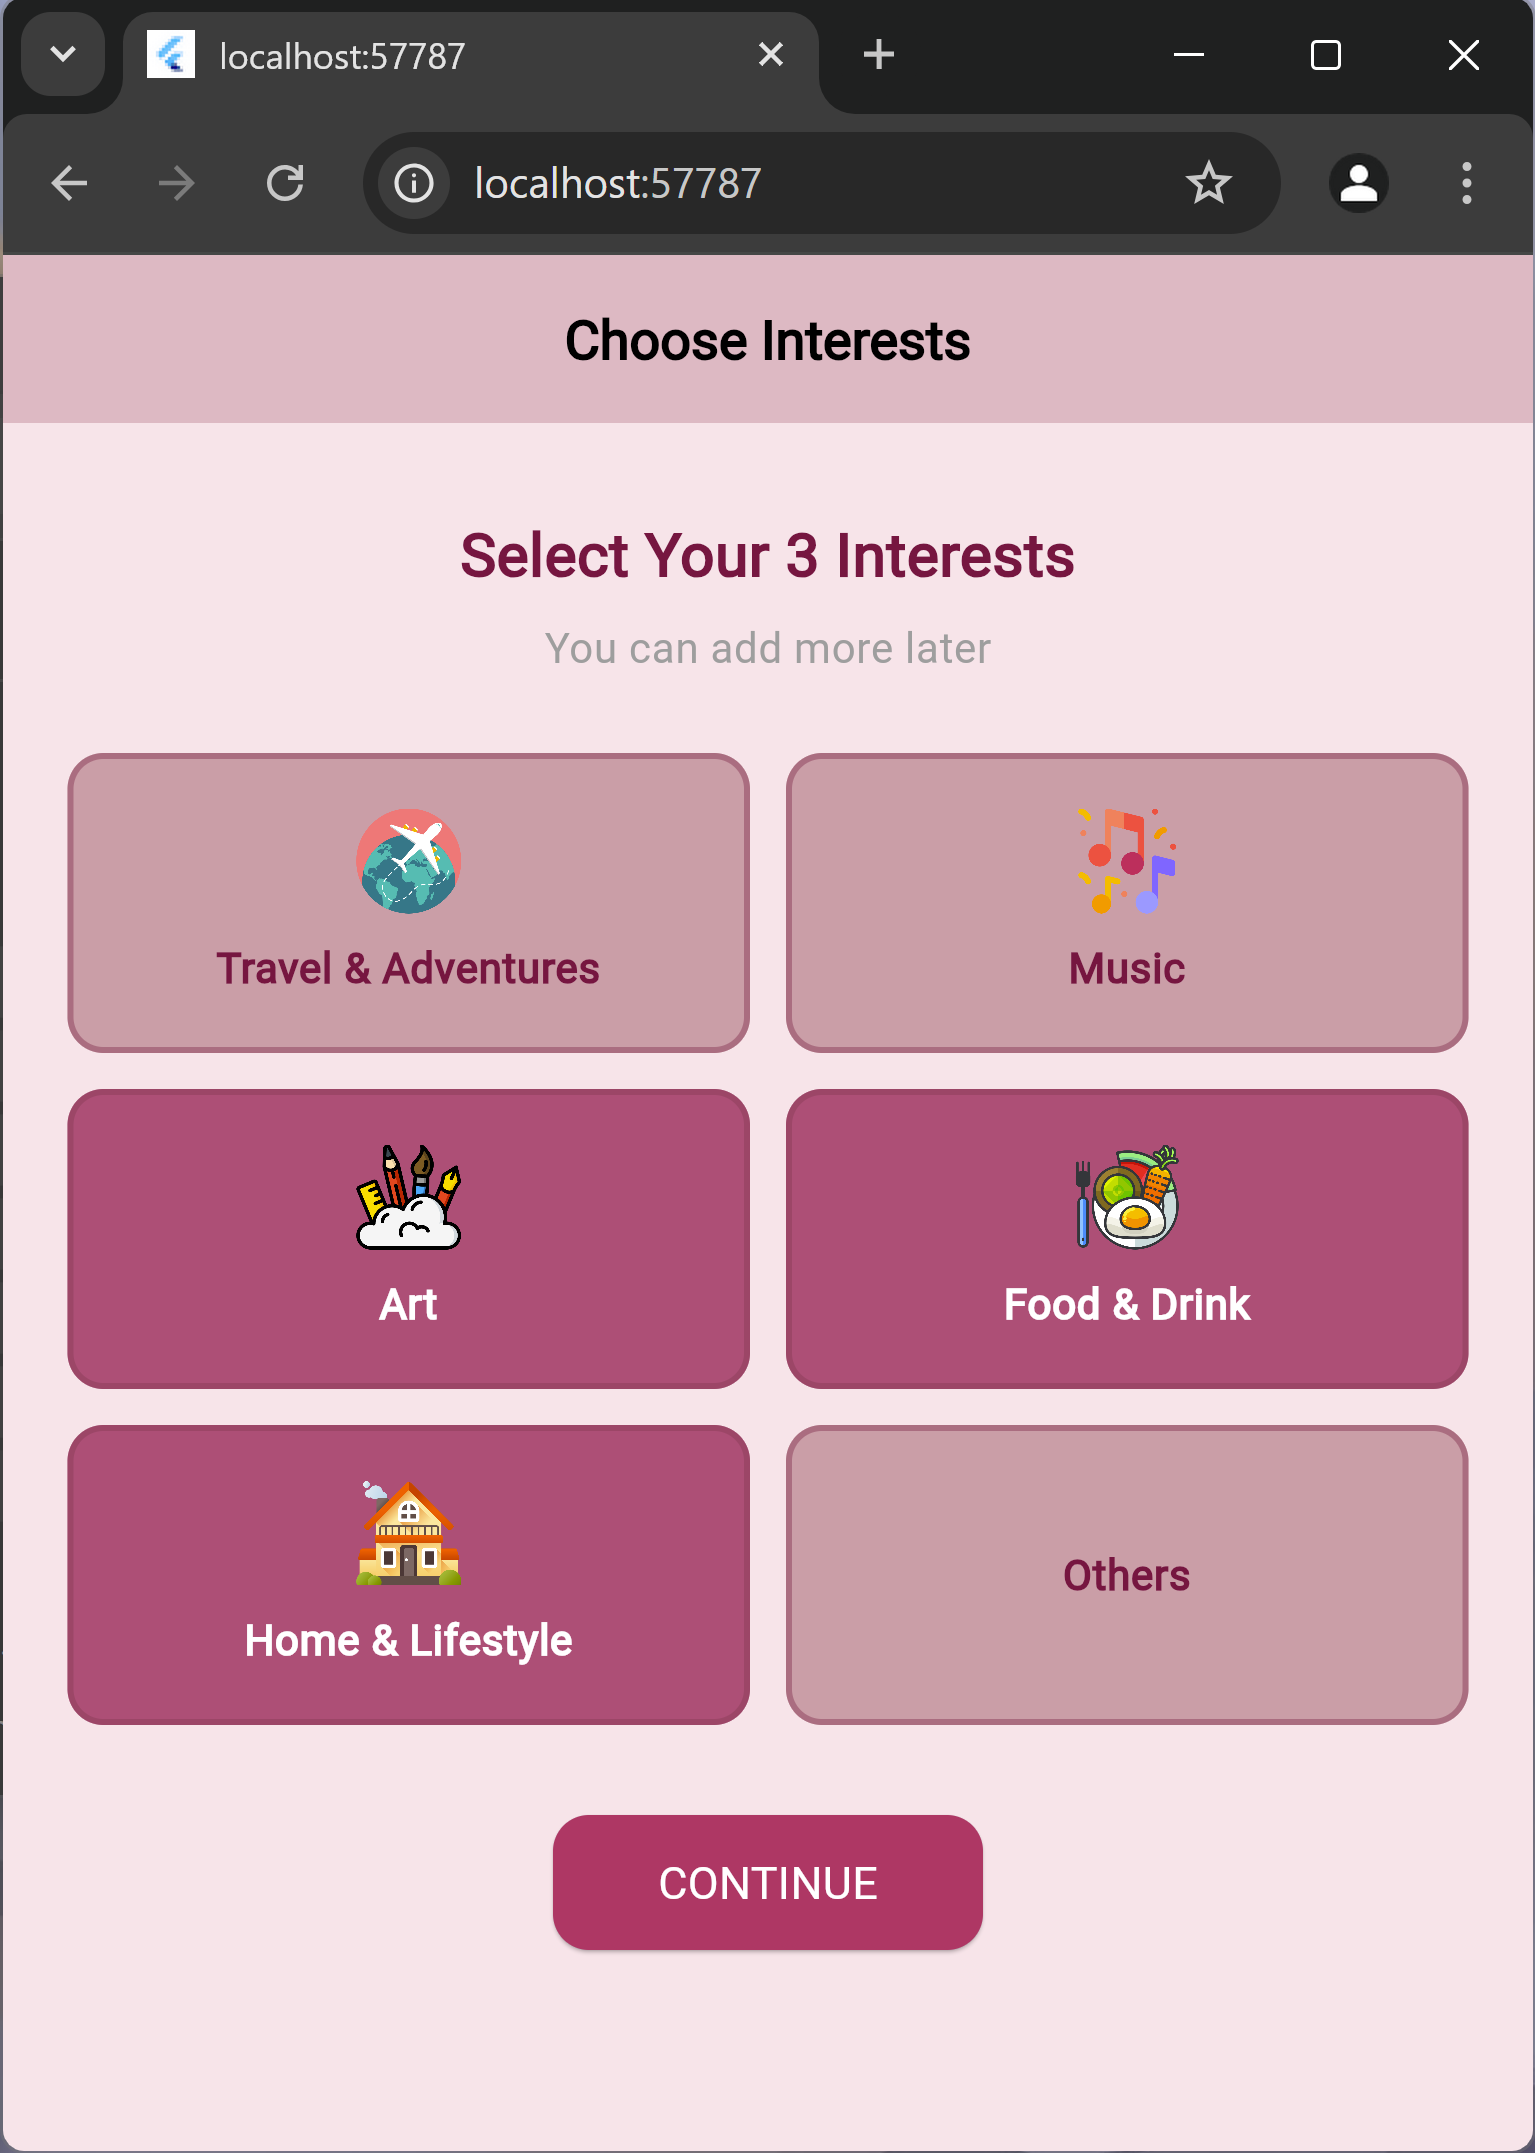 localhost:57787
localhost:57787
Choose Interests
Select Your 3 Interests
You can add more later
Travel & Adventures
Music
Art
Food & Drink
Home & Lifestyle
Others
CONTINUE